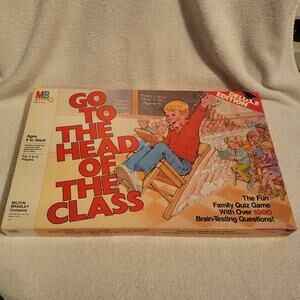 MB
DELUXE
EDITION
GO
TO
THE
HEAD
OF
THE
CLASS
Ages
8 to Adult
For 2 to 6
Players
The Fun
Family Quiz Game
With Over 1000
Brain-Testing Questions!
MILTON
BRADLEY
Company